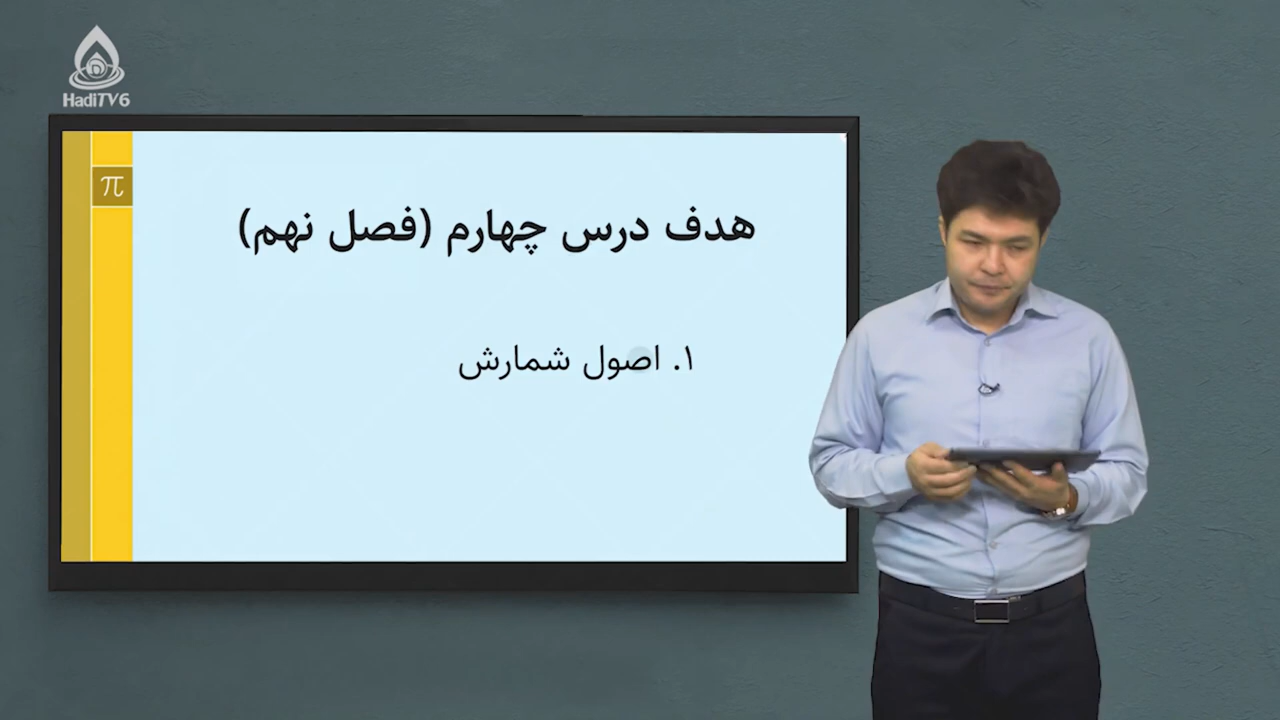 HadiTV6
π
هدف درس چهارم (فصل نهم)
۱. اصول شمارش